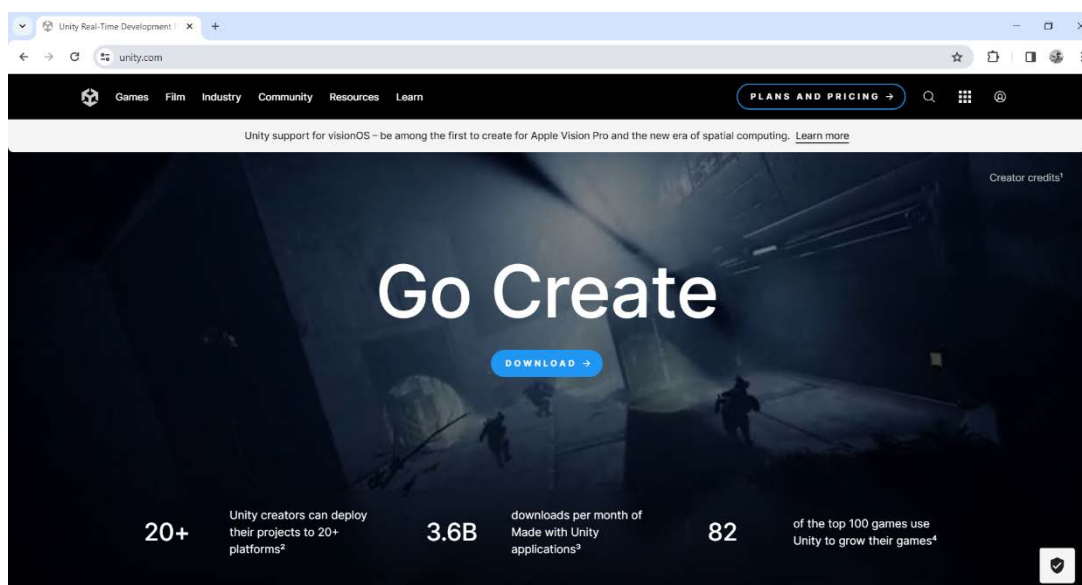 Unity Real-Time Development
unity.com
Games Film Industry Community Resources Learn PLANS AND PRICING →
Unity support for visionOS – be among the first to create for Apple Vision Pro and the new era of spatial computing. Learn more
Creator credits¹
Go Create
DOWNLOAD →
20+
Unity creators can deploy
their projects to 20+
platforms²
3.6B
downloads per month of
Made with Unity
applications³
82
of the top 100 games use
Unity to grow their games⁴